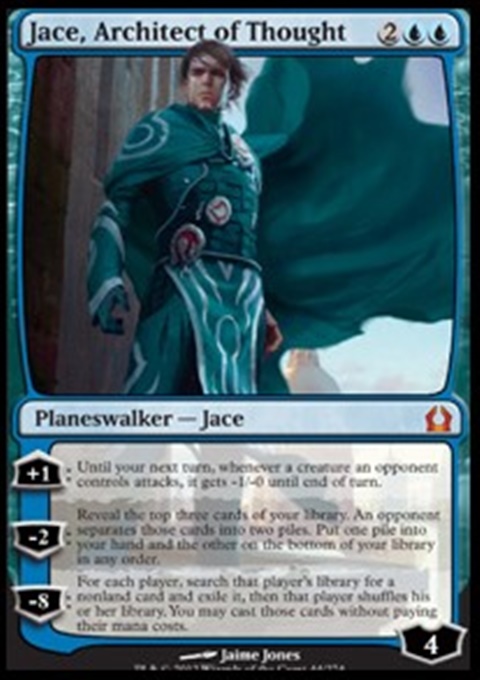 Jace, Architect of Thought 2
Planeswalker — Jace
+1: Until your next turn, whenever a creature an opponent
controls attacks, it gets -1/-0 until end of turn.
-2: Reveal the top three cards of your library. An opponent
separates those cards into two piles. Put one pile into
your hand and the other on the bottom of your library
in any order.
-8: For each player, search that player's library for a
nonland card and exile it, then that player shuffles his
or her library. You may cast those cards without paying
their mana costs.
4
Jaime Jones